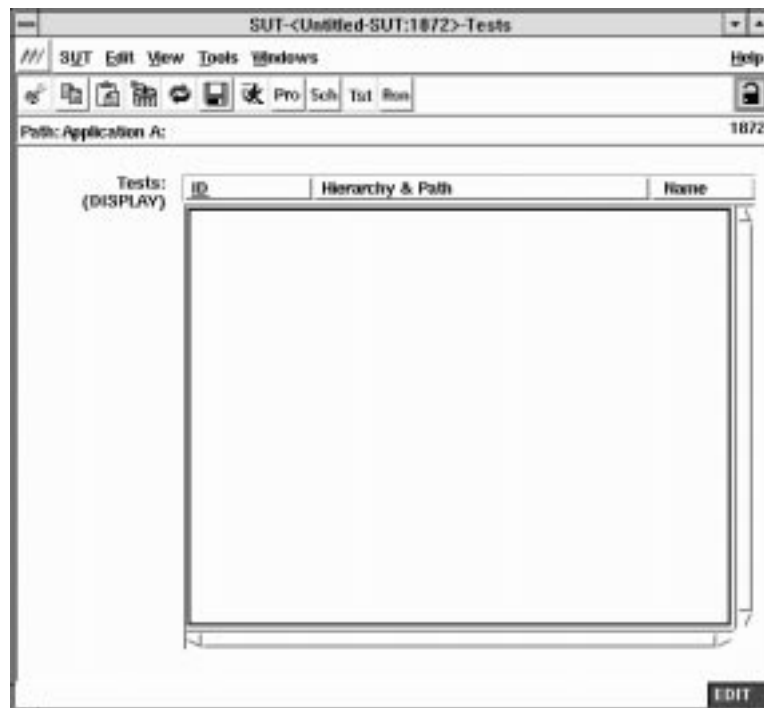 SUT-<Untitled-SUT:1872>-Tests
SUT Edit View Tools Windows Help
Pro Sch Tst Run
Path: Application A: 1872
Tests: ID Hierarchy & Path Name
(DISPLAY)
EDIT